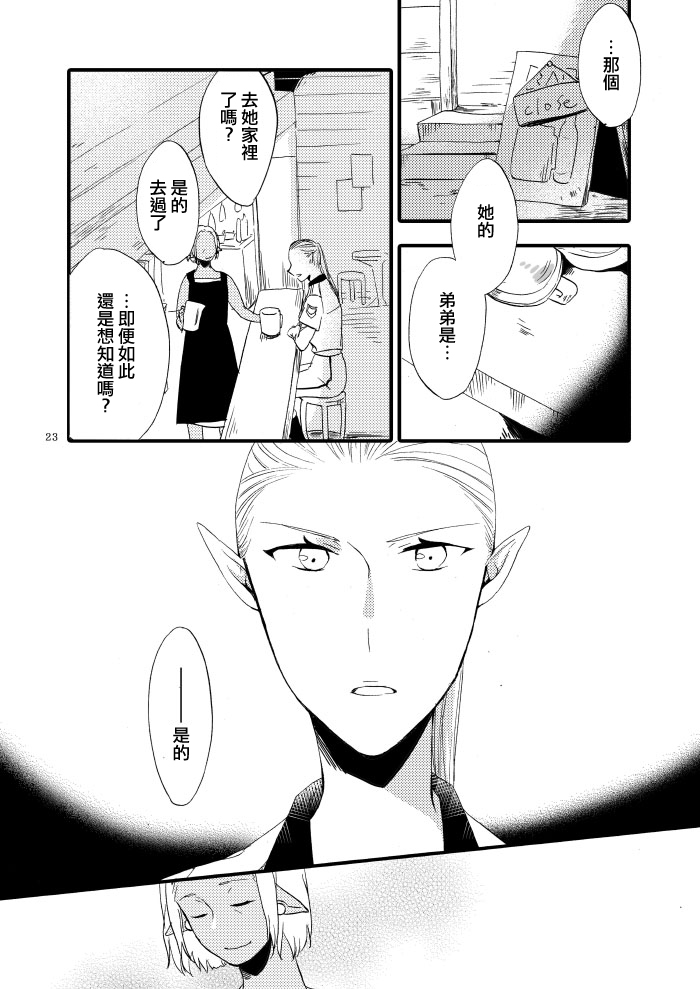 …那個
close
她的
弟弟是…
去她家裡
了嗎？
是的
去過了
…即便如此
還是想知道嗎？
——是的
23